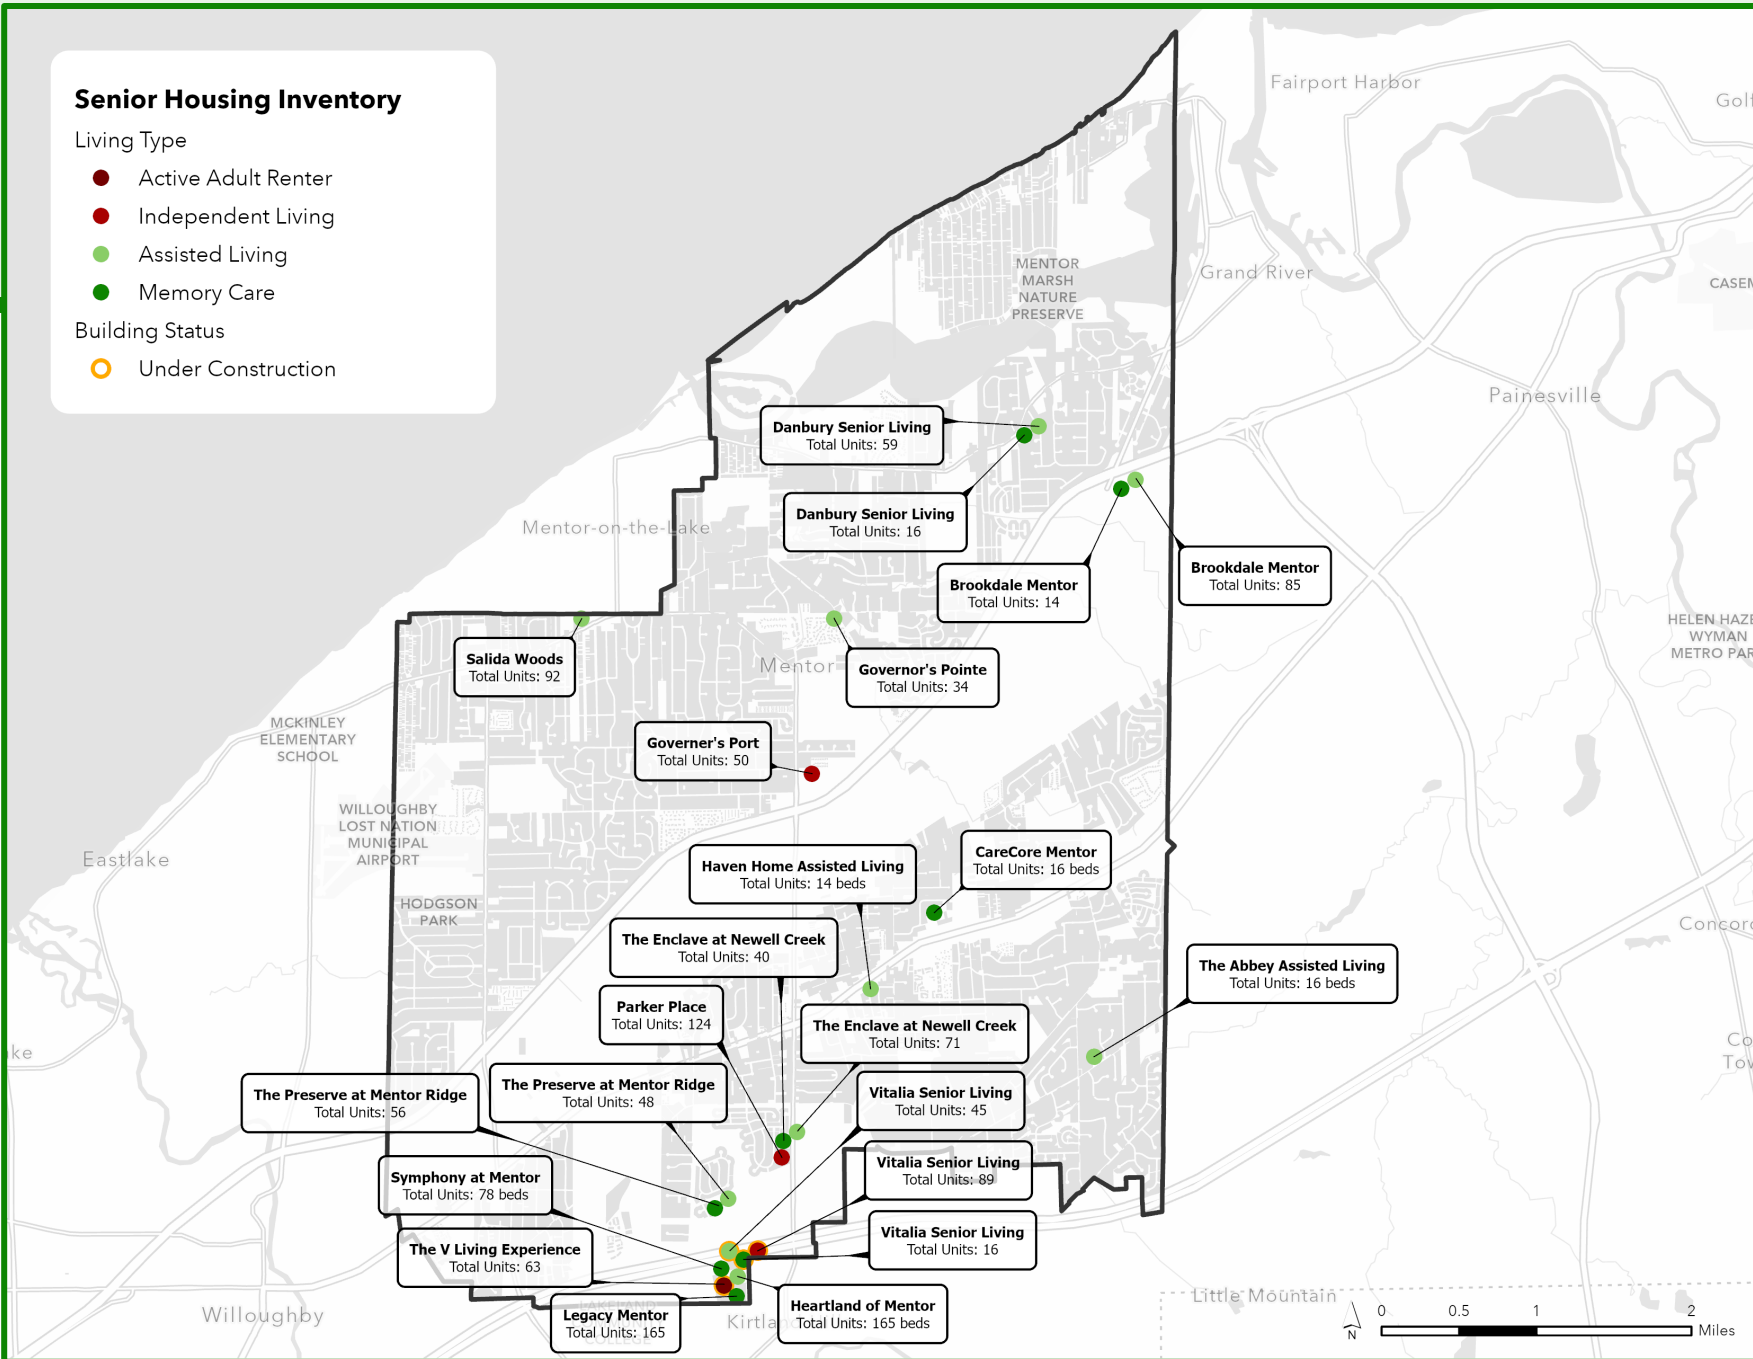 Senior Housing Inventory
Living Type
Active Adult Renter
Independent Living
Assisted Living
Memory Care
Building Status
Under Construction
Fairport Harbor
MENTOR
MARSH
NATURE
PRESERVE
Grand River
Painesville
Danbury Senior Living
Total Units: 59
Danbury Senior Living
Total Units: 16
Mentor-on-the-Lake
Brookdale Mentor
Total Units: 14
Brookdale Mentor
Total Units: 85
HELEN HAZE
WYMAN
METRO PAR
Salida Woods
Total Units: 92
Mentor
Governor's Pointe
Total Units: 34
MCKINLEY
ELEMENTARY
SCHOOL
Governer's Port
Total Units: 50
WILLOUGHBY
LOST NATION
MUNICIPAL
AIRPORT
Eastlake
HODGSON
PARK
Haven Home Assisted Living
Total Units: 14 beds
CareCore Mentor
Total Units: 16 beds
The Enclave at Newell Creek
Total Units: 40
The Abbey Assisted Living
Total Units: 16 beds
Parker Place
Total Units: 124
The Enclave at Newell Creek
Total Units: 71
The Preserve at Mentor Ridge
Total Units: 56
The Preserve at Mentor Ridge
Total Units: 48
Vitalia Senior Living
Total Units: 45
Symphony at Mentor
Total Units: 78 beds
Vitalia Senior Living
Total Units: 89
The V Living Experience
Total Units: 63
Vitalia Senior Living
Total Units: 16
Legacy Mentor
Total Units: 165
Heartland of Mentor
Total Units: 165 beds
Willoughby
Kirtlan
COLLEGE
Little Mountain
N
0 0.5 1 2
Miles
Golf
CASEM
Concord
Co
Tow
ke